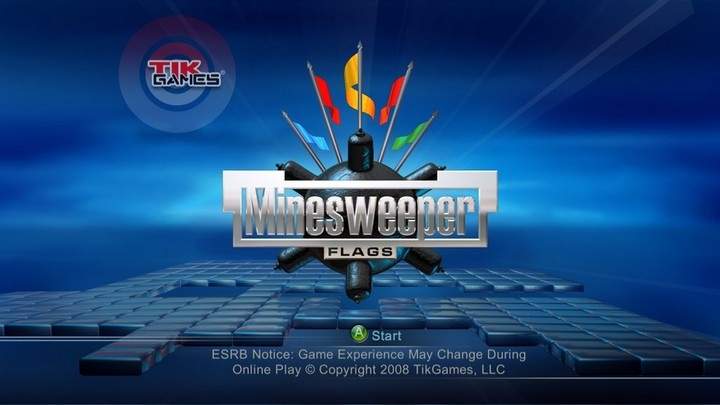 TIK
GAMES®
Minesweeper
FLAGS
A Start
ESRB Notice: Game Experience May Change During
Online Play © Copyright 2008 TikGames, LLC